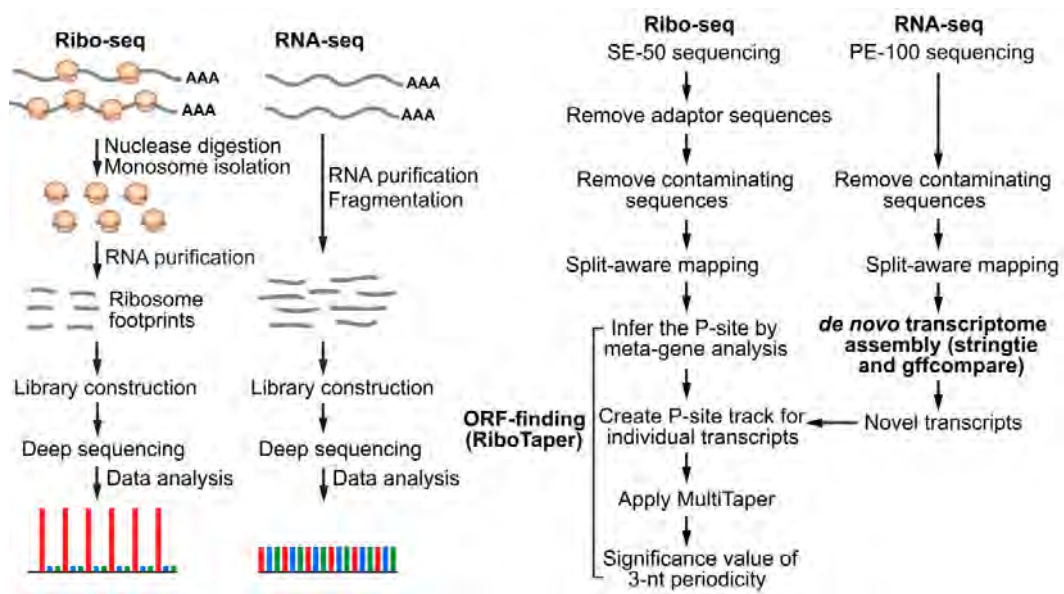 Ribo-seq
RNA-seq
AAA
AAA
Nuclease digestion
Monosome isolation
RNA purification
Fragmentation
RNA purification
Ribosome
footprints
Library construction
Library construction
Deep sequencing
Deep sequencing
Data analysis
Data analysis
Ribo-seq
RNA-seq
SE-50 sequencing
PE-100 sequencing
Remove adaptor sequences
Remove contaminating
sequences
Remove contaminating
sequences
Split-aware mapping
Split-aware mapping
Infer the P-site by
meta-gene analysis
de novo transcriptome
assembly (stringtie
and gffcompare)
ORF-finding
(RiboTaper)
Create P-site track for
individual transcripts
Novel transcripts
Apply MultiTaper
Significance value of
3-nt periodicity